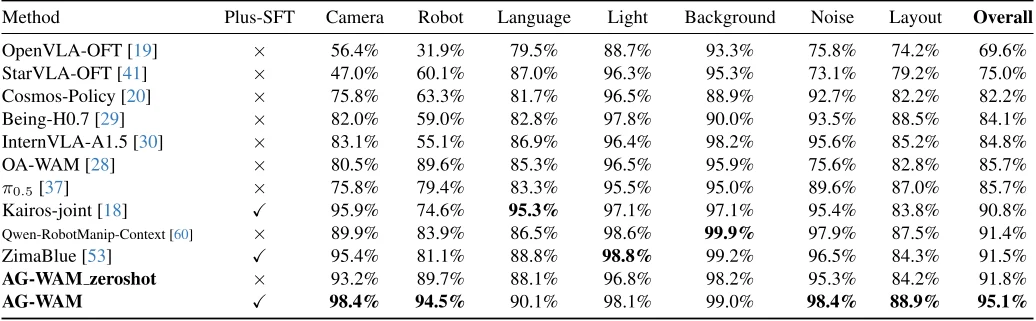 Method Plus-SFT Camera Robot Language Light Background Noise Layout Overall
OpenVLA-OFT [19] × 56.4% 31.9% 79.5% 88.7% 93.3% 75.8% 74.2% 69.6%
StarVLA-OFT [41] × 47.0% 60.1% 87.0% 96.3% 95.3% 73.1% 79.2% 75.0%
Cosmos-Policy [20] × 75.8% 63.3% 81.7% 96.5% 88.9% 92.7% 82.2% 82.2%
Being-H0.7 [29] × 82.0% 59.0% 82.8% 97.8% 90.0% 93.5% 88.5% 84.1%
InternVLA-A1.5 [30] × 83.1% 55.1% 86.9% 96.4% 98.2% 95.6% 85.2% 84.8%
OA-WAM [28] × 80.5% 89.6% 85.3% 96.5% 95.9% 75.6% 82.8% 85.7%
π0.5 [37] × 75.8% 79.4% 83.3% 95.5% 95.0% 89.6% 87.0% 85.7%
Kairos-joint [18] ✓ 95.9% 74.6% 95.3% 97.1% 97.1% 95.4% 83.8% 90.8%
Qwen-RobotManip-Context [60] × 89.9% 83.9% 86.5% 98.6% 99.9% 97.9% 87.5% 91.4%
ZimaBlue [53] ✓ 95.4% 81.1% 88.8% 98.8% 99.2% 96.5% 84.3% 91.5%
AG-WAM_zeroshot × 93.2% 89.7% 88.1% 96.8% 98.2% 95.3% 84.2% 91.8%
AG-WAM ✓ 98.4% 94.5% 90.1% 98.1% 99.0% 98.4% 88.9% 95.1%